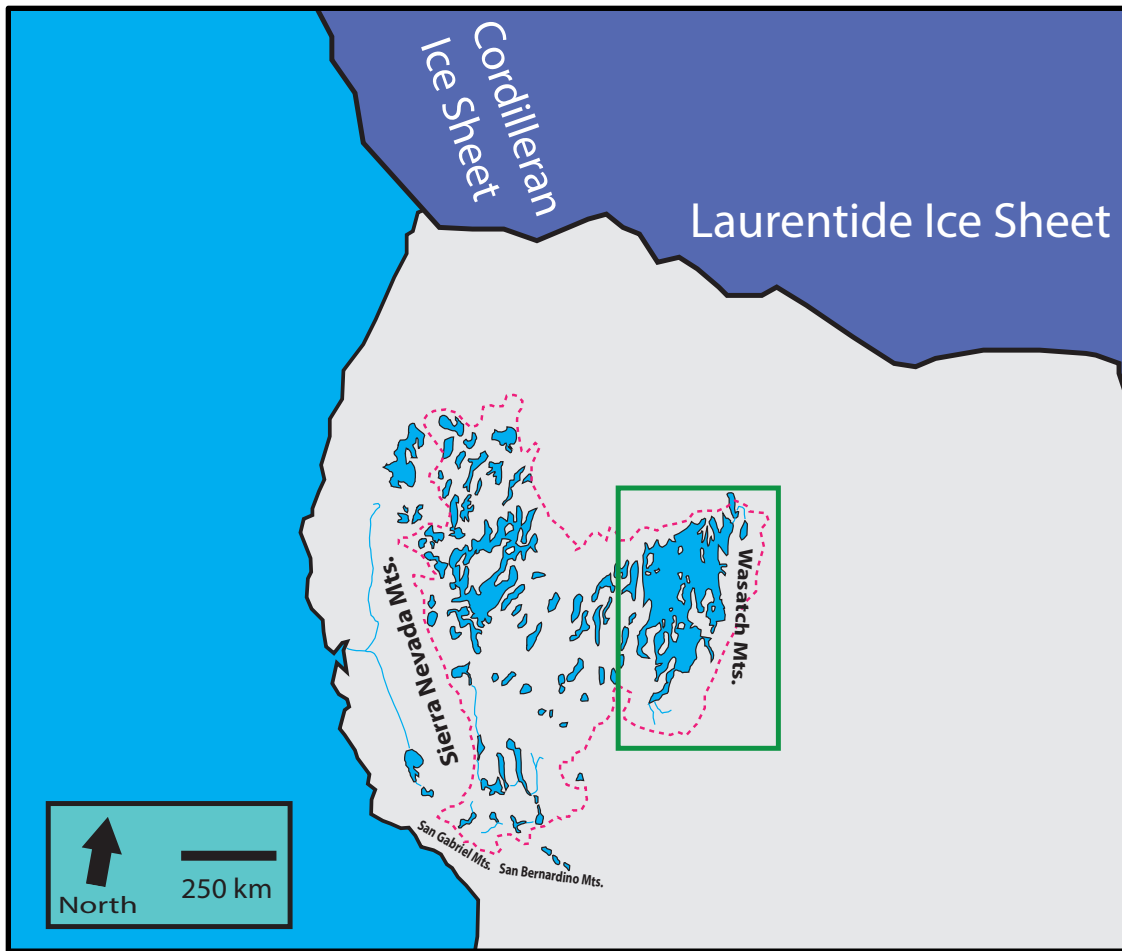 Cordilleran
Ice Sheet
Laurentide Ice Sheet
Wasatch Mts.
Sierra Nevada Mts.
San Gabriel Mts.
San Bernardino Mts.
North
250 km